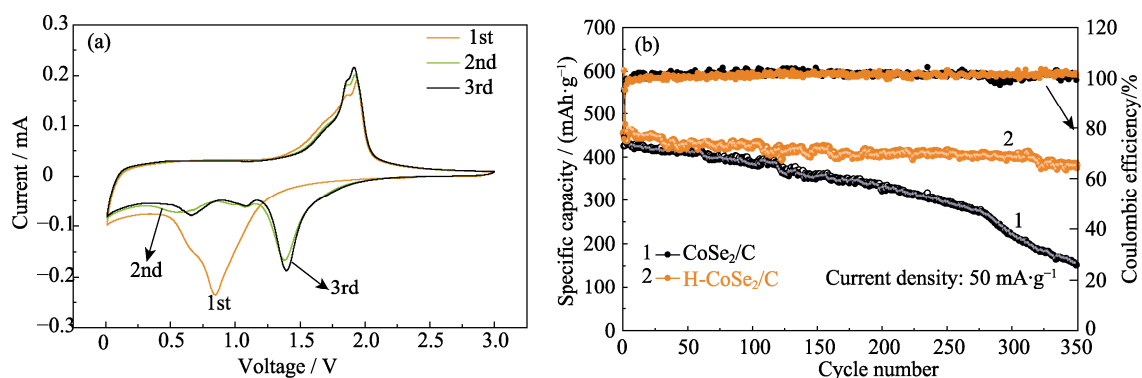 (a)
0.3
0.2
0.1
0
−0.1
−0.2
−0.3
Current / mA
1st
2nd
3rd
2nd
1st
3rd
0
0.5
1.0
1.5
2.0
2.5
3.0
Voltage / V
(b)
700
600
500
400
300
200
150
0
Specific capacity / (mAh·g⁻¹)
120
100
80
60
40
20
0
Coulombic efficiency/%
2
1
1 CoSe₂/C
2 H-CoSe₂/C
Current density: 50 mA·g⁻¹
0
50
100
150
200
250
300
350
Cycle number